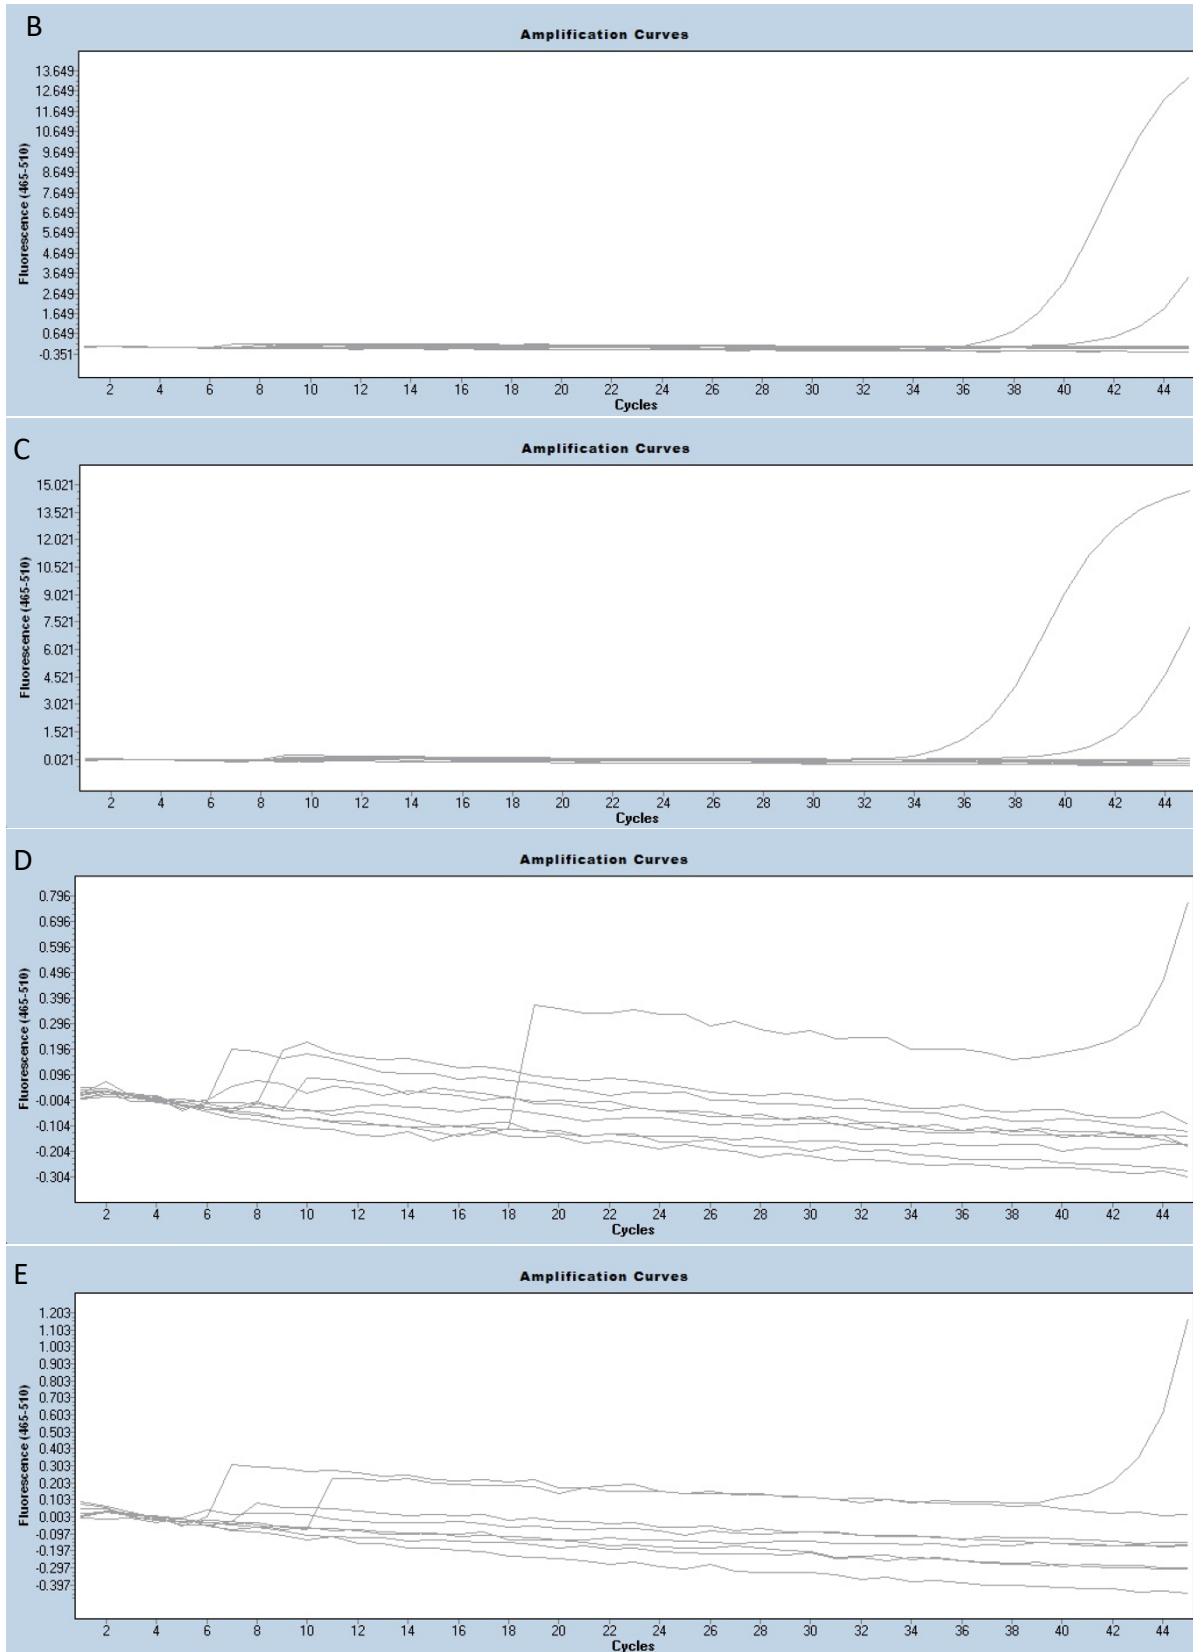 B
Amplification Curves
Fluorescence (465-510)
13.649
12.649
11.649
10.649
9.649
8.649
7.649
6.649
5.649
4.649
3.649
2.649
1.649
0.649
-0.351
2 4 6 8 10 12 14 16 18 20 22 24 26 28 30 32 34 36 38 40 42 44
Cycles
C
Amplification Curves
Fluorescence (465-510)
15.021
13.521
12.021
10.521
9.021
7.521
6.021
4.521
3.021
1.521
0.021
2 4 6 8 10 12 14 16 18 20 22 24 26 28 30 32 34 36 38 40 42 44
Cycles
D
Amplification Curves
Fluorescence (465-510)
0.796
0.696
0.596
0.496
0.396
0.296
0.196
0.096
-0.004
-0.104
-0.204
-0.304
2 4 6 8 10 12 14 16 18 20 22 24 26 28 30 32 34 36 38 40 42 44
Cycles
E
Amplification Curves
Fluorescence (465-510)
1.203
1.103
1.003
0.903
0.803
0.703
0.603
0.503
0.403
0.303
0.203
0.103
0.003
-0.097
-0.197
-0.297
-0.397
2 4 6 8 10 12 14 16 18 20 22 24 26 28 30 32 34 36 38 40 42 44
Cycles